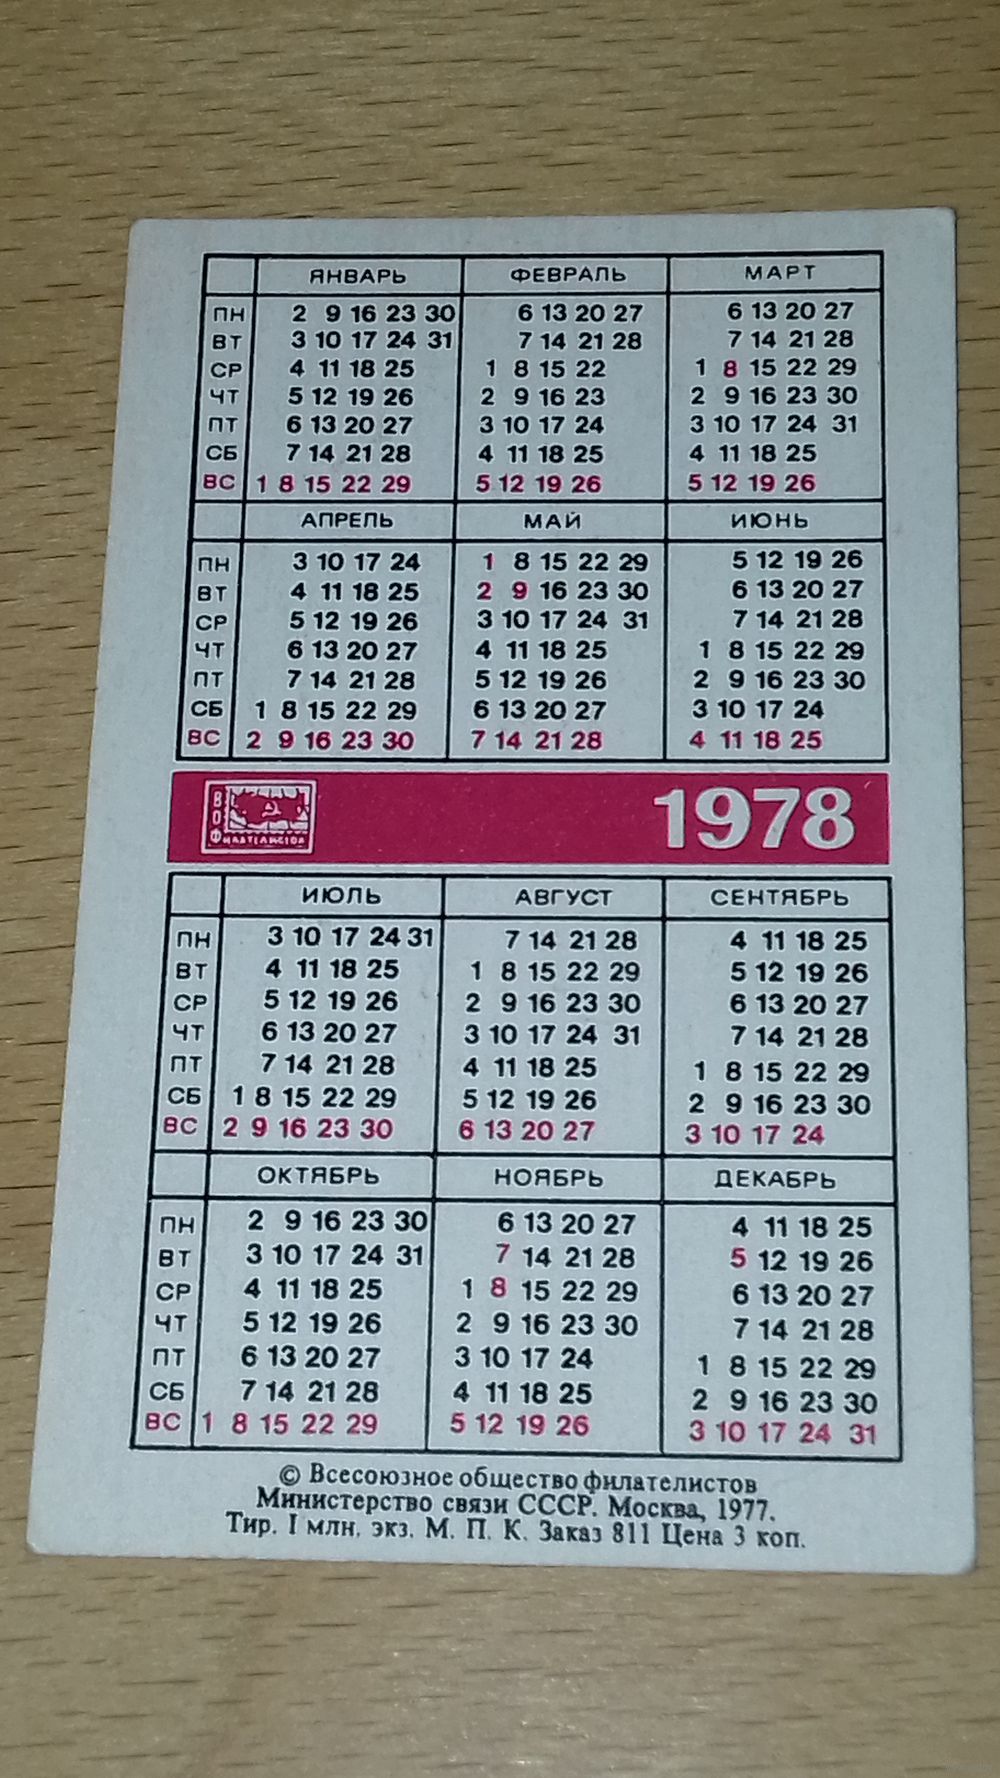 ЯНВАРЬ ФЕВРАЛЬ МАРТ
ПН 2 9 16 23 30 6 13 20 27 6 13 20 27
ВТ 3 10 17 24 31 7 14 21 28 7 14 21 28
СР 4 11 18 25 1 8 15 22 1 8 15 22 29
ЧТ 5 12 19 26 2 9 16 23 2 9 16 23 30
ПТ 6 13 20 27 3 10 17 24 3 10 17 24 31
СБ 7 14 21 28 4 11 18 25 4 11 18 25
ВС 1 8 15 22 29 5 12 19 26 5 12 19 26
АПРЕЛЬ МАЙ ИЮНЬ
ПН 3 10 17 24 1 8 15 22 29 5 12 19 26
ВТ 4 11 18 25 2 9 16 23 30 6 13 20 27
СР 5 12 19 26 3 10 17 24 31 7 14 21 28
ЧТ 6 13 20 27 4 11 18 25 1 8 15 22 29
ПТ 7 14 21 28 5 12 19 26 2 9 16 23 30
СБ 1 8 15 22 29 6 13 20 27 3 10 17 24
ВС 2 9 16 23 30 7 14 21 28 4 11 18 25
ВОФ 1978
ИЮЛЬ АВГУСТ СЕНТЯБРЬ
ПН 3 10 17 24 31 7 14 21 28 4 11 18 25
ВТ 4 11 18 25 1 8 15 22 29 5 12 19 26
СР 5 12 19 26 2 9 16 23 30 6 13 20 27
ЧТ 6 13 20 27 3 10 17 24 31 7 14 21 28
ПТ 7 14 21 28 4 11 18 25 1 8 15 22 29
СБ 1 8 15 22 29 5 12 19 26 2 9 16 23 30
ВС 2 9 16 23 30 6 13 20 27 3 10 17 24
ОКТЯБРЬ НОЯБРЬ ДЕКАБРЬ
ПН 2 9 16 23 30 6 13 20 27 4 11 18 25
ВТ 3 10 17 24 31 7 14 21 28 5 12 19 26
СР 4 11 18 25 1 8 15 22 29 6 13 20 27
ЧТ 5 12 19 26 2 9 16 23 30 7 14 21 28
ПТ 6 13 20 27 3 10 17 24 1 8 15 22 29
СБ 7 14 21 28 4 11 18 25 2 9 16 23 30
ВС 1 8 15 22 29 5 12 19 26 3 10 17 24 31
© Всесоюзное общество филателистов
Министерство связи СССР. Москва, 1977.
Тир. I млн. экз. М. П. К. Заказ 811 Цена 3 коп.